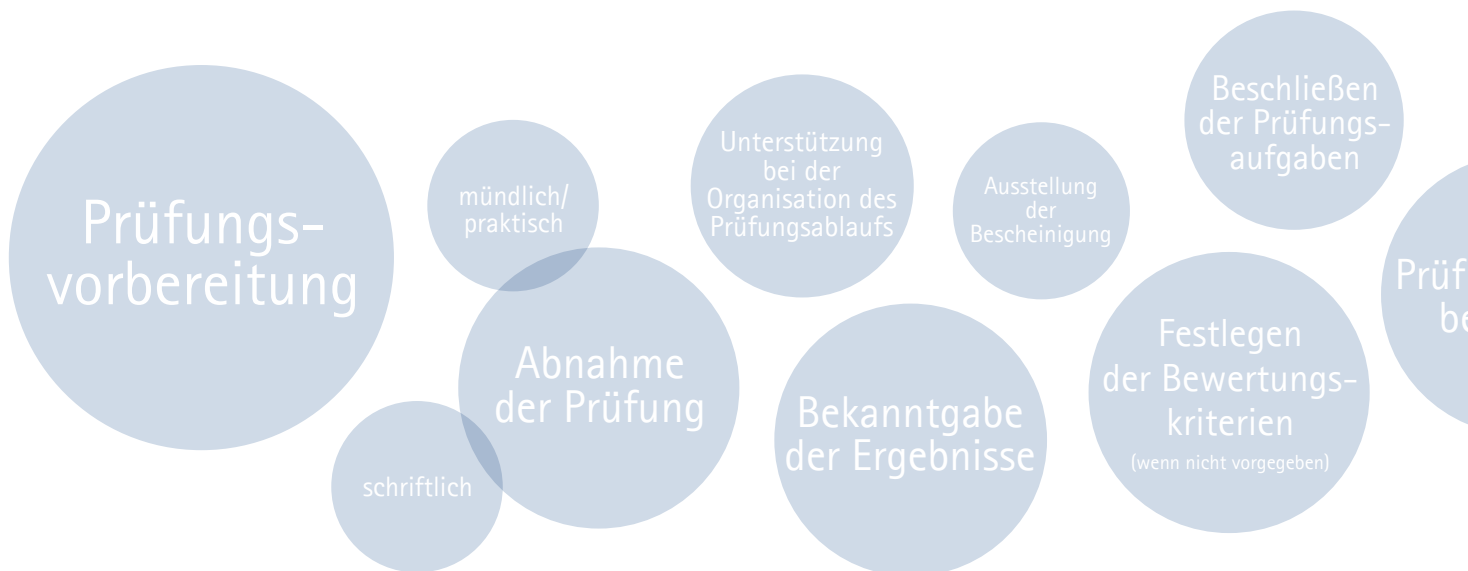 Prüfungs-
vorbereitung
mündlich/
praktisch
Abnahme
der Prüfung
schriftlich
Unterstützung
bei der
Organisation des
Prüfungsablaufs
Bekanntgabe
der Ergebnisse
Ausstellung
der
Bescheinigung
Beschließen
der Prüfungs-
aufgaben
Festlegen
der Bewertungs-
kriterien
(wenn nicht vorgegeben)